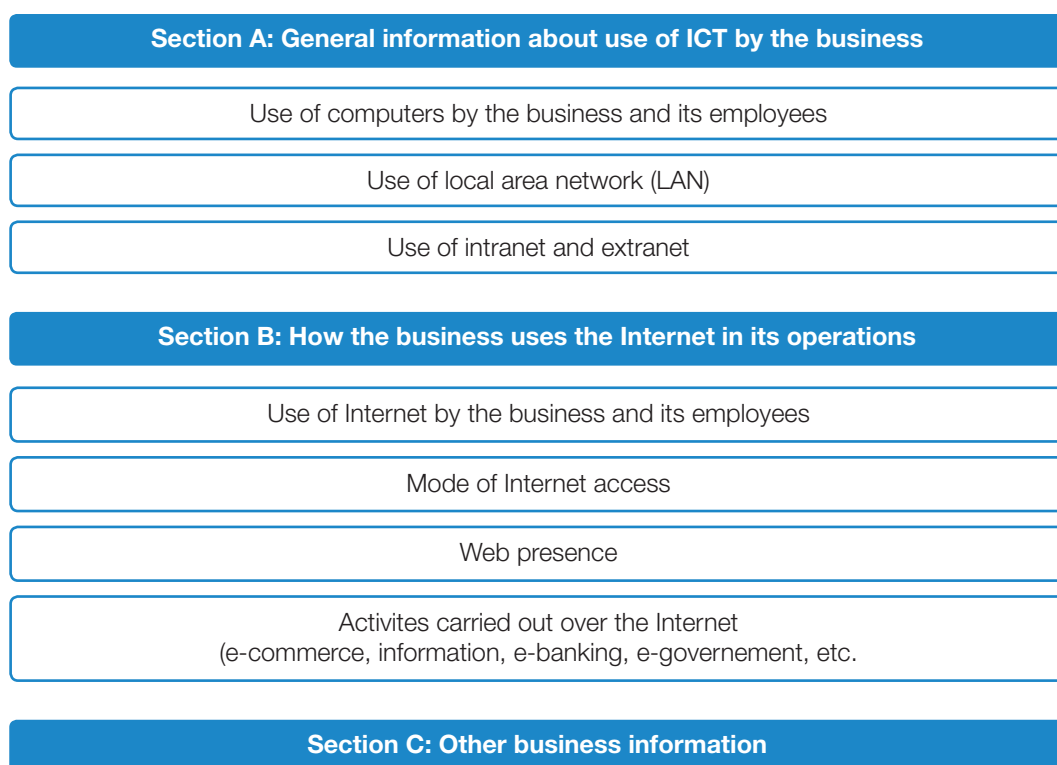 Section A: General information about use of ICT by the business
Use of computers by the business and its employees
Use of local area network (LAN)
Use of intranet and extranet
Section B: How the business uses the Internet in its operations
Use of Internet by the business and its employees
Mode of Internet access
Web presence
Activites carried out over the Internet
(e-commerce, information, e-banking, e-governement, etc.
Section C: Other business information